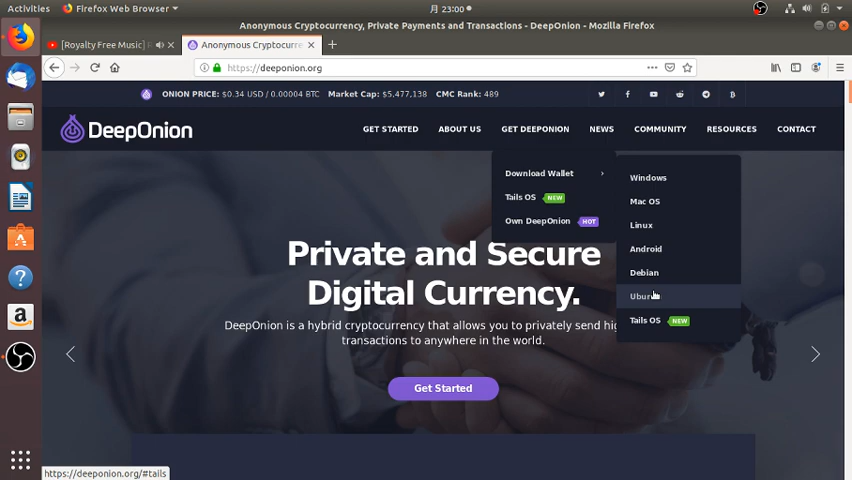 Activities Firefox Web Browser 月 23:00
Anonymous Cryptocurrency, Private Payments and Transactions - DeepOnion - Mozilla Firefox
[Royalty Free Music]
Anonymous Cryptocurre
https://deeponion.org
ONION PRICE: $0.34 USD / 0.00004 BTC Market Cap: $5,477,138 CMC Rank: 489
DeepOnion GET STARTED ABOUT US GET DEEPONION NEWS COMMUNITY RESOURCES CONTACT
Download Wallet
Tails OS NEW
Own DeepOnion HOT
Windows
Mac OS
Linux
Android
Debian
Tails OS NEW
Private and Secure
Digital Currency.
DeepOnion is a hybrid cryptocurrency that allows you to privately send
transactions to anywhere in the world.
Get Started
https://deeponion.org/#tails